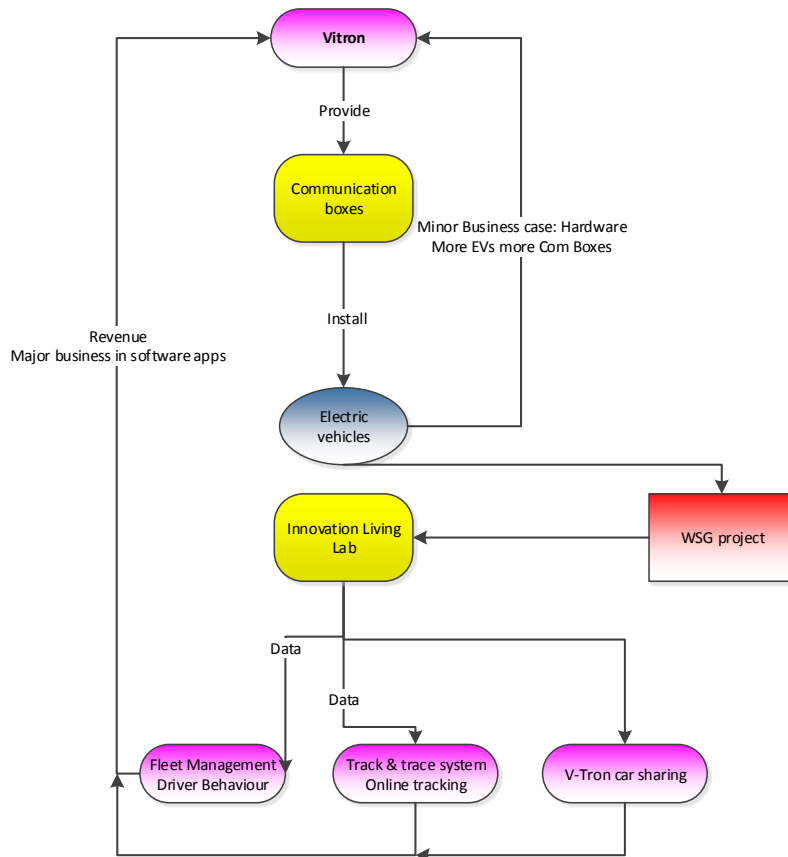 Vitron
Provide
Communication
boxes
Minor Business case: Hardware
More EVs more Com Boxes
Install
Revenue
Major business in software apps
Electric
vehicles
Innovation Living
Lab
WSG project
Data
Data
Fleet Management
Driver Behaviour
Track & trace system
Online tracking
V-Tron car sharing